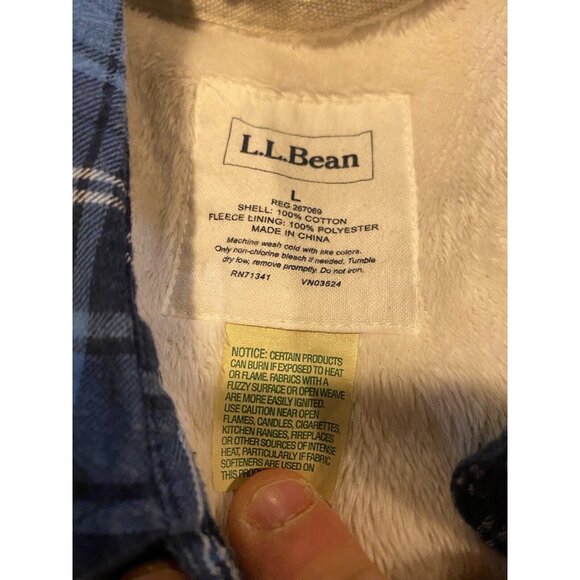 L.L.Bean
L
REG 267069
SHELL: 100% COTTON
FLEECE LINING: 100% POLYESTER
MADE IN CHINA
Machine wash cold with like colors.
Only non-chlorine bleach if needed. Tumble
dry low, remove promptly. Do not iron.
RN71341 VN03524
NOTICE: CERTAIN PRODUCTS
CAN BURN IF EXPOSED TO HEAT
OR FLAME. FABRICS WITH A
FUZZY SURFACE OR OPEN WEAVE
ARE MORE EASILY IGNITED.
USE CAUTION NEAR OPEN
FLAMES, CANDLES, CIGARETTES,
KITCHEN RANGES, FIREPLACES
OR OTHER SOURCES OF INTENSE
HEAT, PARTICULARLY IF FABRIC
SOFTENERS ARE USED ON
THIS